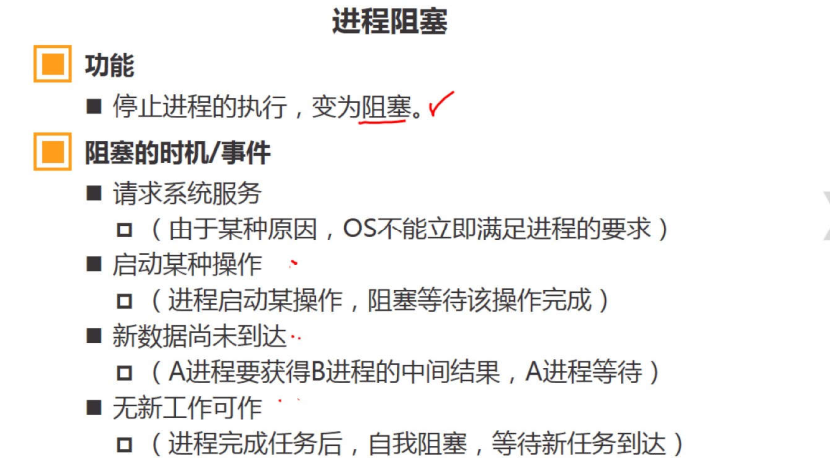 进程阻塞
功能
停止进程的执行，变为阻塞。
阻塞的时机/事件
请求系统服务
（由于某种原因，OS不能立即满足进程的要求）
启动某种操作
（进程启动某操作，阻塞等待该操作完成）
新数据尚未到达
（A进程要获得B进程的中间结果，A进程等待）
无新工作可作
（进程完成任务后，自我阻塞，等待新任务到达）